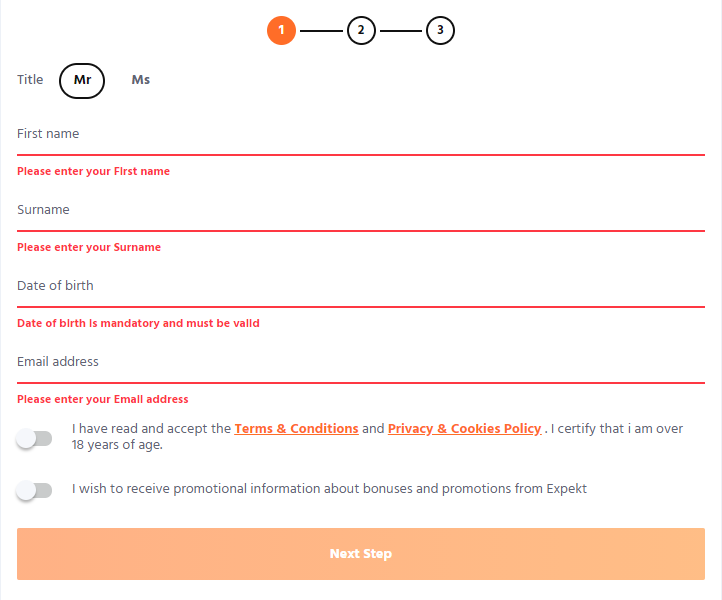 1 2 3
Title Mr Ms
First name
Please enter your First name
Surname
Please enter your Surname
Date of birth
Date of birth is mandatory and must be valid
Email address
Please enter your Email address
I have read and accept the Terms & Conditions and Privacy & Cookies Policy . I certify that i am over
18 years of age.
I wish to receive promotional information about bonuses and promotions from Expekt
Next Step